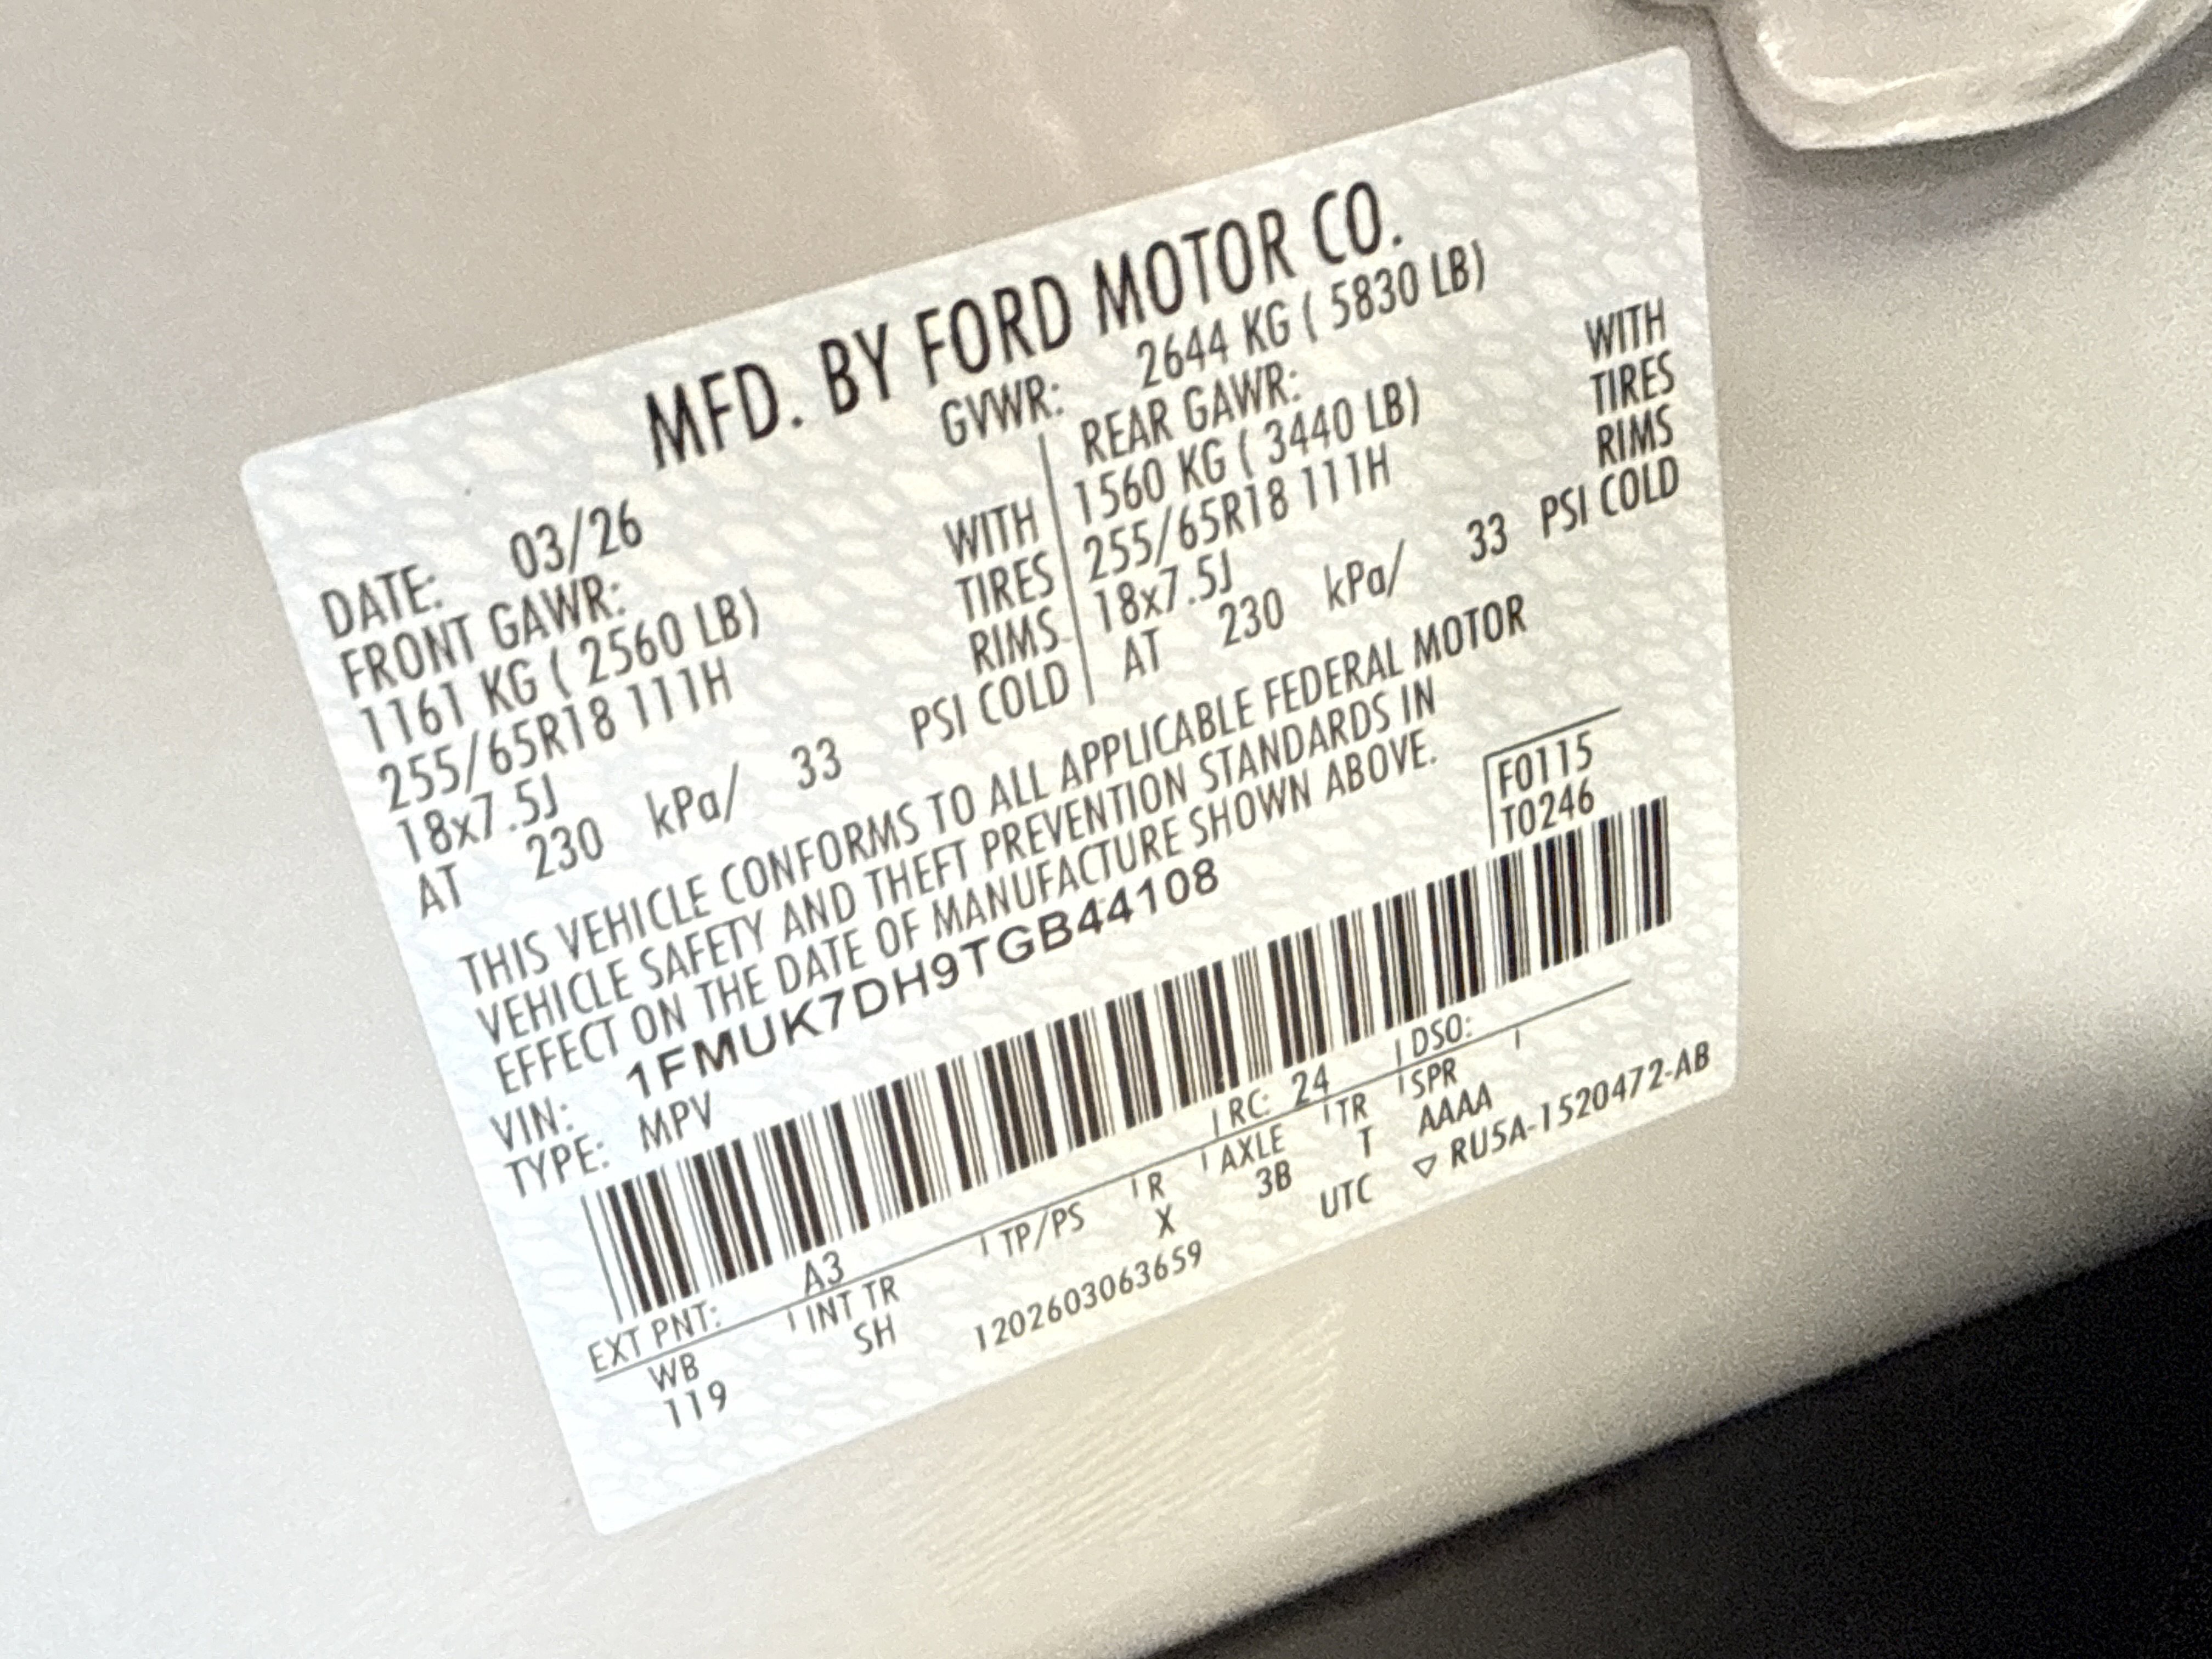 MFD. BY FORD MOTOR CO.
DATE: 03/26 GVWR: 2644 KG ( 5830 LB)
FRONT GAWR: REAR GAWR:
1161 KG ( 2560 LB) WITH 1560 KG ( 3440 LB) WITH
255/65R18 111H TIRES 255/65R18 111H TIRES
18x7.5J RIMS 18x7.5J RIMS
AT 230 kPa/ 33 PSI COLD AT 230 kPa/ 33 PSI COLD
THIS VEHICLE CONFORMS TO ALL APPLICABLE FEDERAL MOTOR
VEHICLE SAFETY AND THEFT PREVENTION STANDARDS IN
EFFECT ON THE DATE OF MANUFACTURE SHOWN ABOVE.
VIN: 1FMUK7DH9TGB44108 F0115
TYPE: MPV T0246
EXT PNT: A3 RC: 24 DSO:
WB INT TR TP/PS R AXLE TR SPR
119 SH X 3B T AAAA
1202603063659 UTC ▽ RU5A-1520472-AB